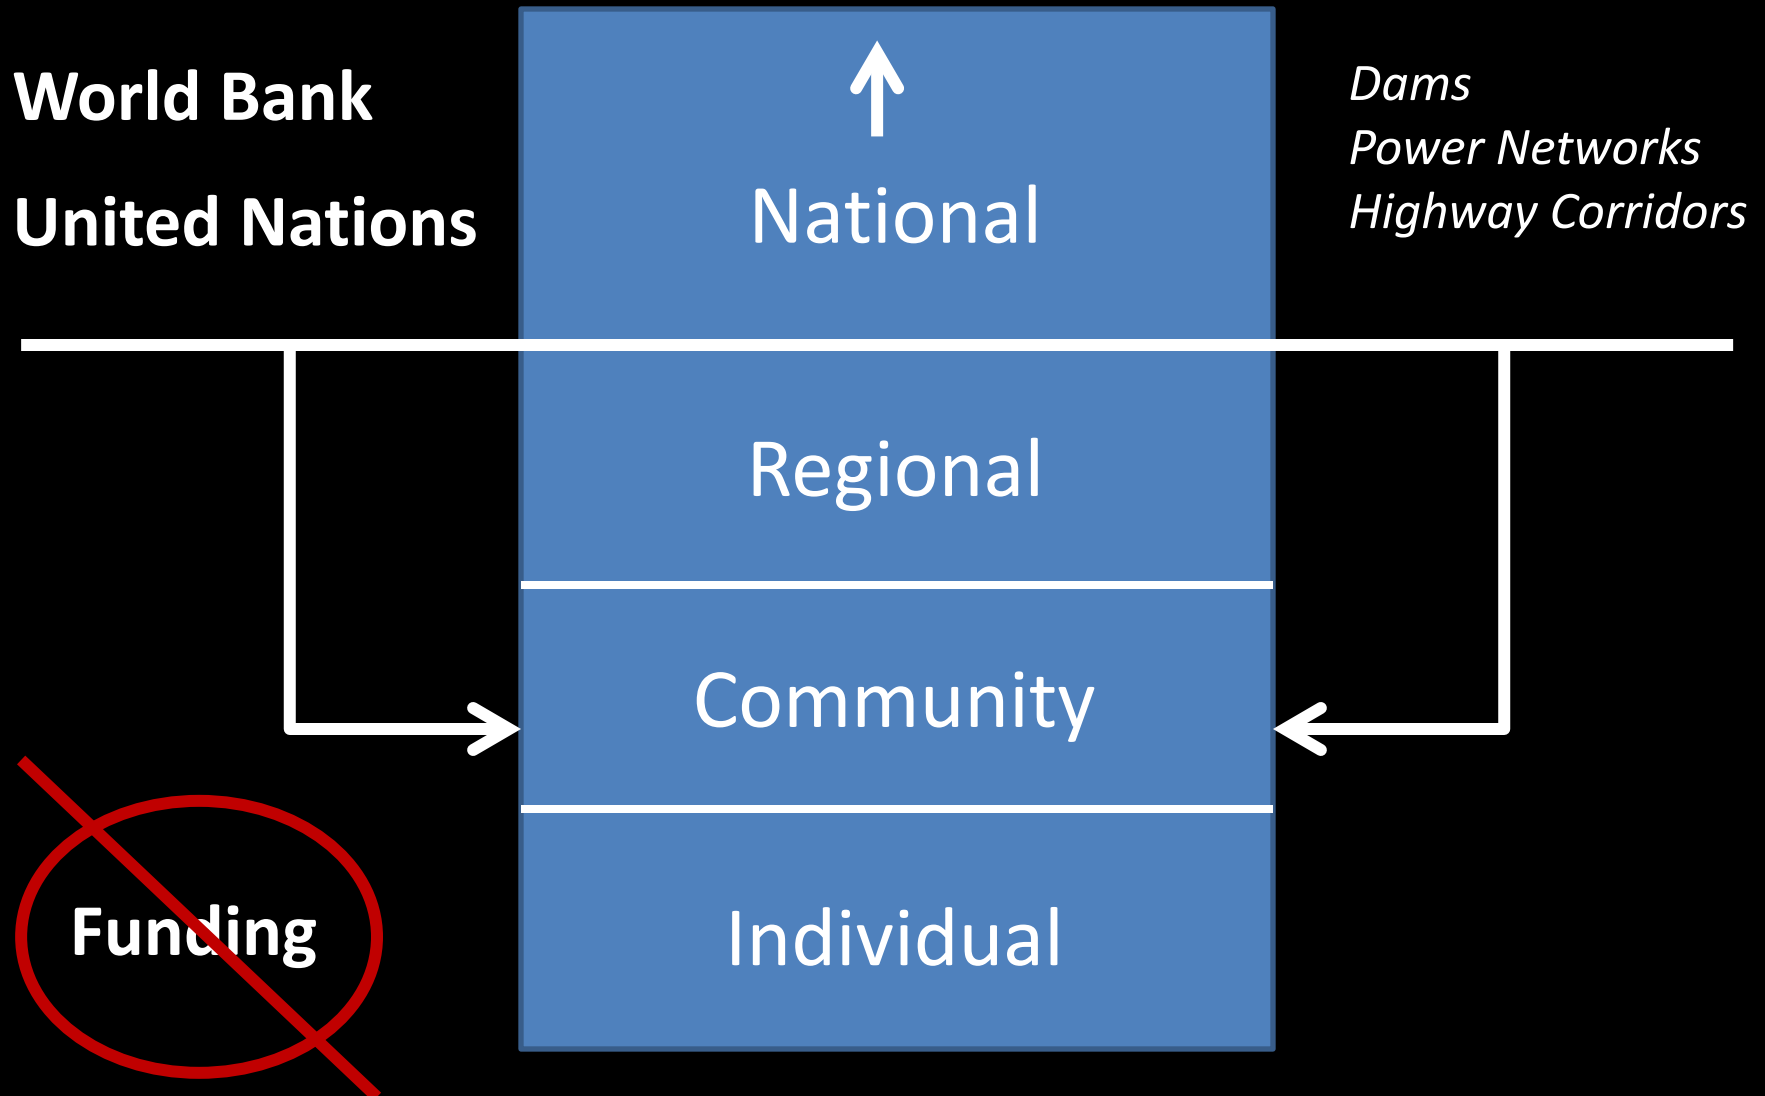 World Bank
United Nations
National
Dams
Power Networks
Highway Corridors
Regional
Community
Funding
Individual